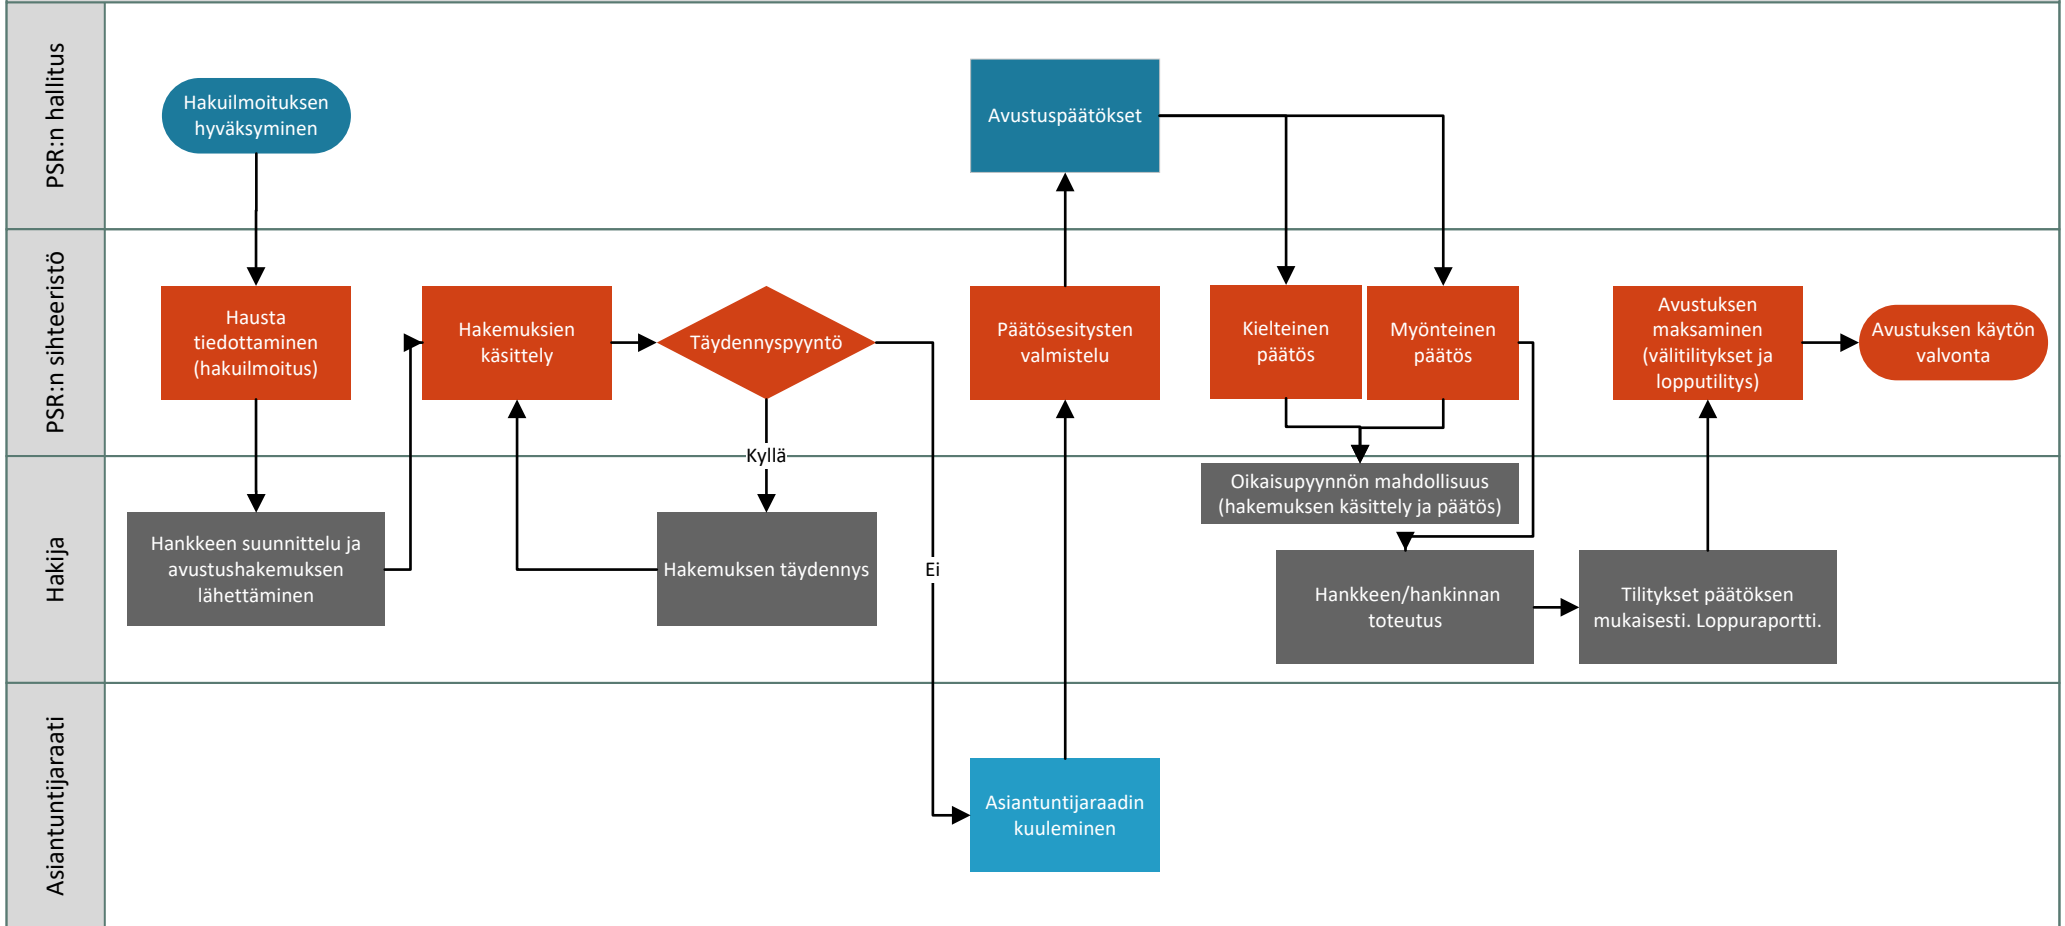 PSR:n hallitus
Hakuilmoituksen
hyväksyminen
Avustuspäätökset
PSR:n sihteeristö
Hausta
tiedottaminen
(hakuilmoitus)
Hakemuksien
käsittely
Täydennyspyyntö
Päätösesitysten
valmistelu
Kielteinen
päätös
Myönteinen
päätös
Avustuksen
maksaminen
(välitilitykset ja
lopputilitys)
Avustuksen käytön
valvonta
Kyllä
Hakija
Hankkeen suunnittelu ja
avustushakemuksen
lähettäminen
Hakemuksen täydennys
Ei
Oikaisupyynnön mahdollisuus
(hakemuksen käsittely ja päätös)
Hankkeen/hankinnan
toteutus
Tilitykset päätöksen
mukaisesti. Loppuraportti.
Asiantuntijaraati
Asiantuntijaraadin
kuuleminen